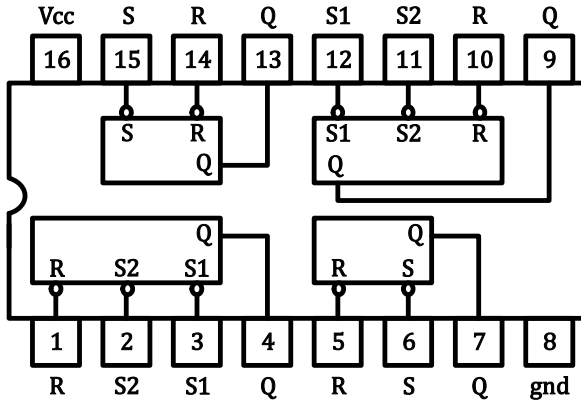 Vcc S R Q S1 S2 R Q
16 15 14 13 12 11 10 9
S R S1 S2 R
Q Q
Q Q
R S2 S1 R S
1 2 3 4 5 6 7 8
R S2 S1 Q R S Q gnd